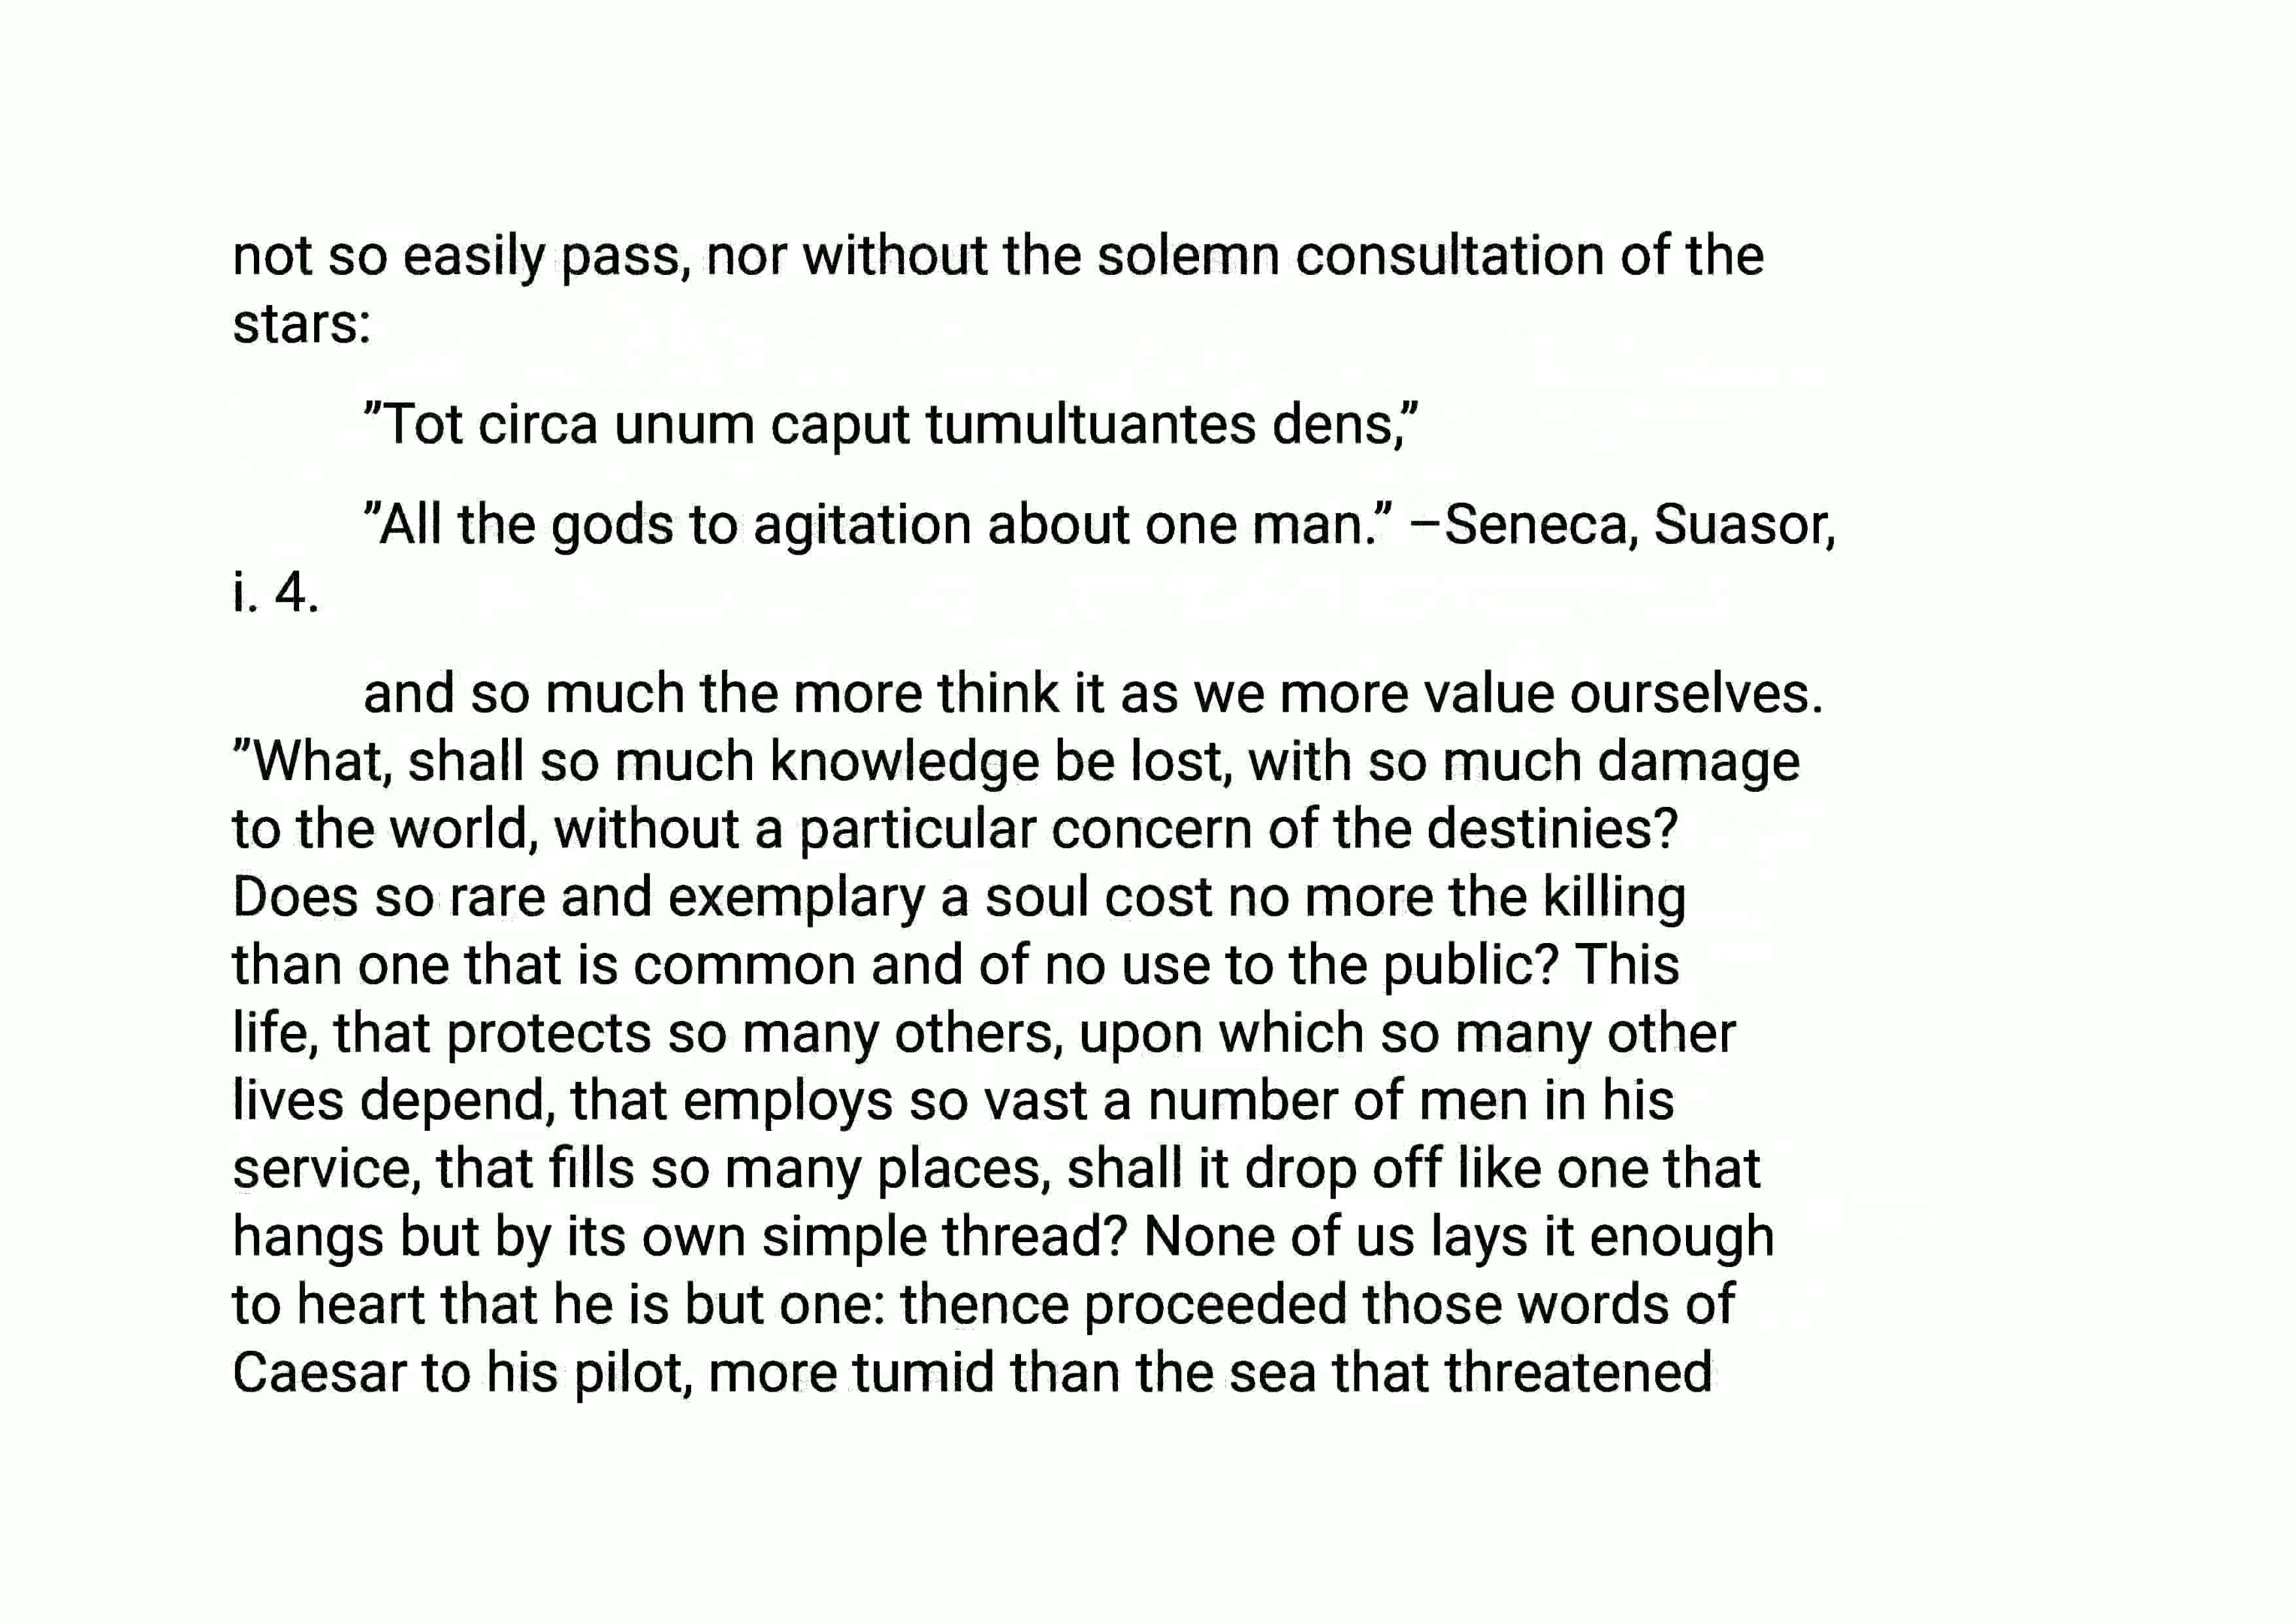 not so easily pass, nor without the solemn consultation of the
stars:
”Tot circa unum caput tumultuantes dens,”
”All the gods to agitation about one man.” –Seneca, Suasor,
i. 4.
and so much the more think it as we more value ourselves.
”What, shall so much knowledge be lost, with so much damage
to the world, without a particular concern of the destinies?
Does so rare and exemplary a soul cost no more the killing
than one that is common and of no use to the public? This
life, that protects so many others, upon which so many other
lives depend, that employs so vast a number of men in his
service, that fills so many places, shall it drop off like one that
hangs but by its own simple thread? None of us lays it enough
to heart that he is but one: thence proceeded those words of
Caesar to his pilot, more tumid than the sea that threatened